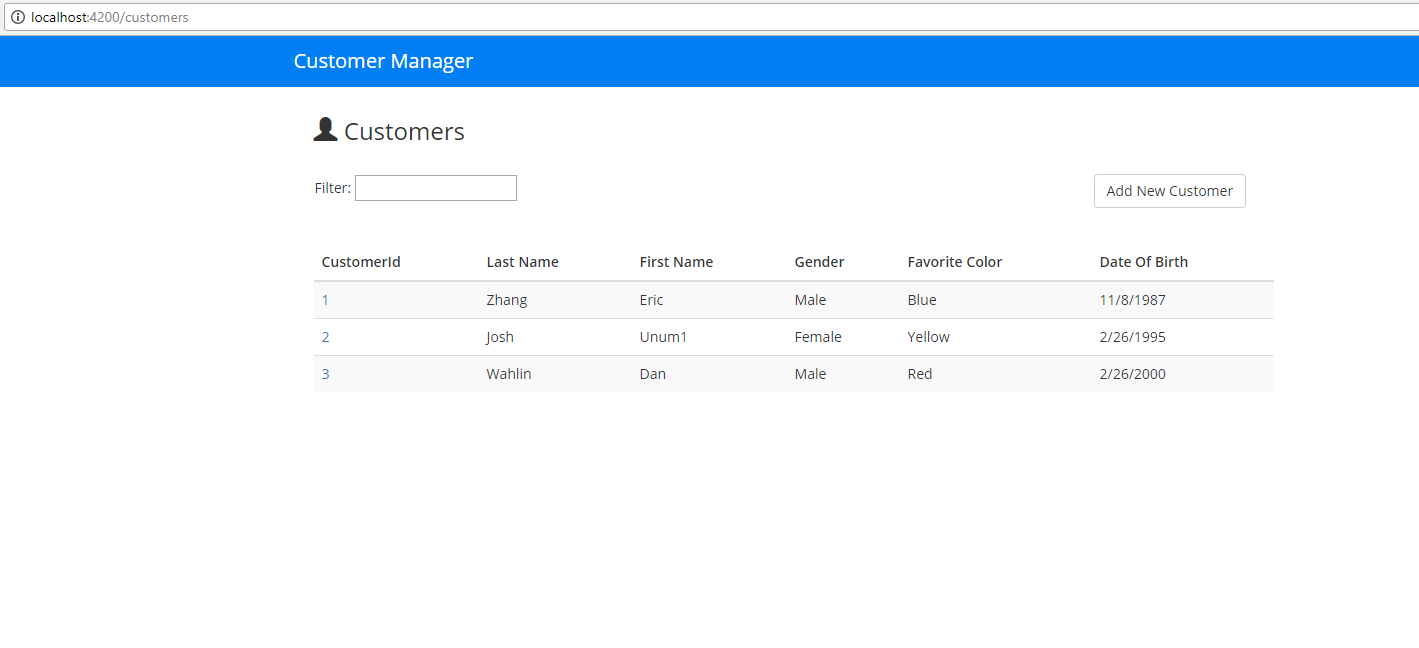 localhost:4200/customers
Customer Manager
Customers
Filter:
Add New Customer
CustomerId Last Name First Name Gender Favorite Color Date Of Birth
1 Zhang Eric Male Blue 11/8/1987
2 Josh Unum1 Female Yellow 2/26/1995
3 Wahlin Dan Male Red 2/26/2000